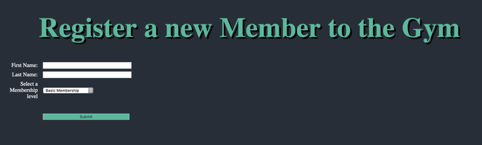 Register a new Member to the Gym
First Name:
Last Name:
Select a
Membership
level
Basic Membership
Submit